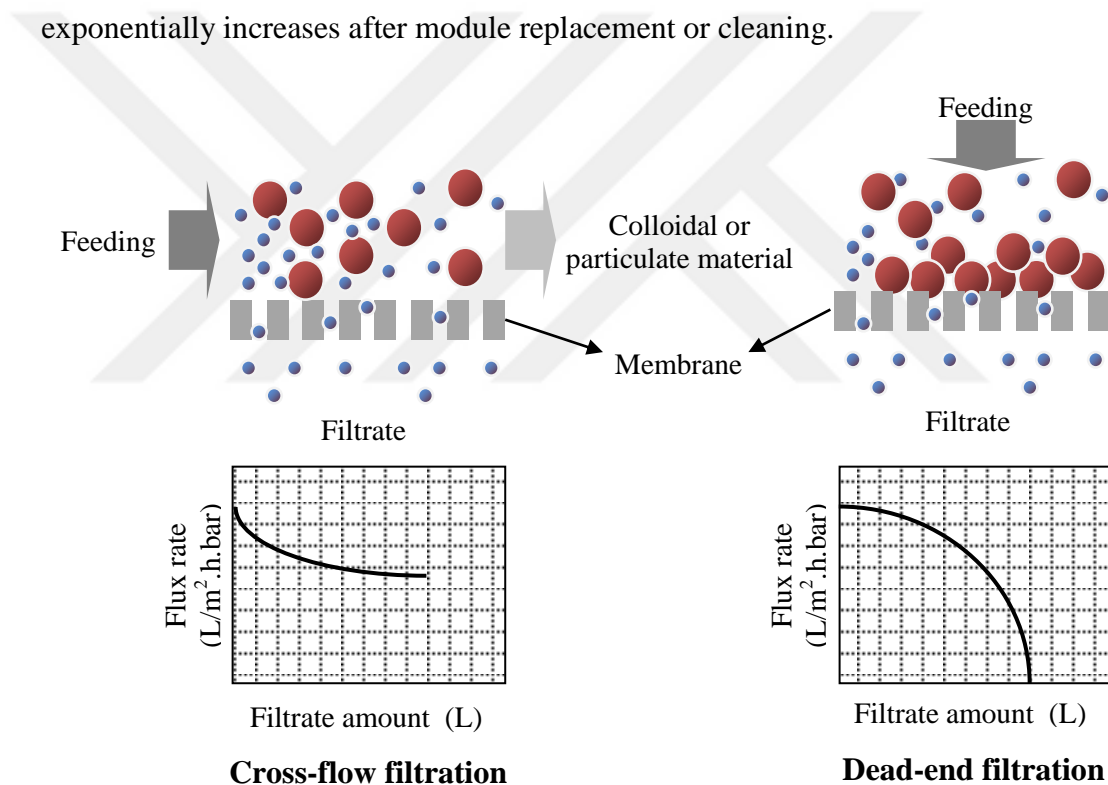 exponentially increases after module replacement or cleaning.
Feeding
Feeding
Colloidal or
particulate material
Membrane
Filtrate
Filtrate
Flux rate
(L/m².h.bar)
Flux rate
(L/m².h.bar)
Filtrate amount (L)
Filtrate amount (L)
Cross-flow filtration
Dead-end filtration